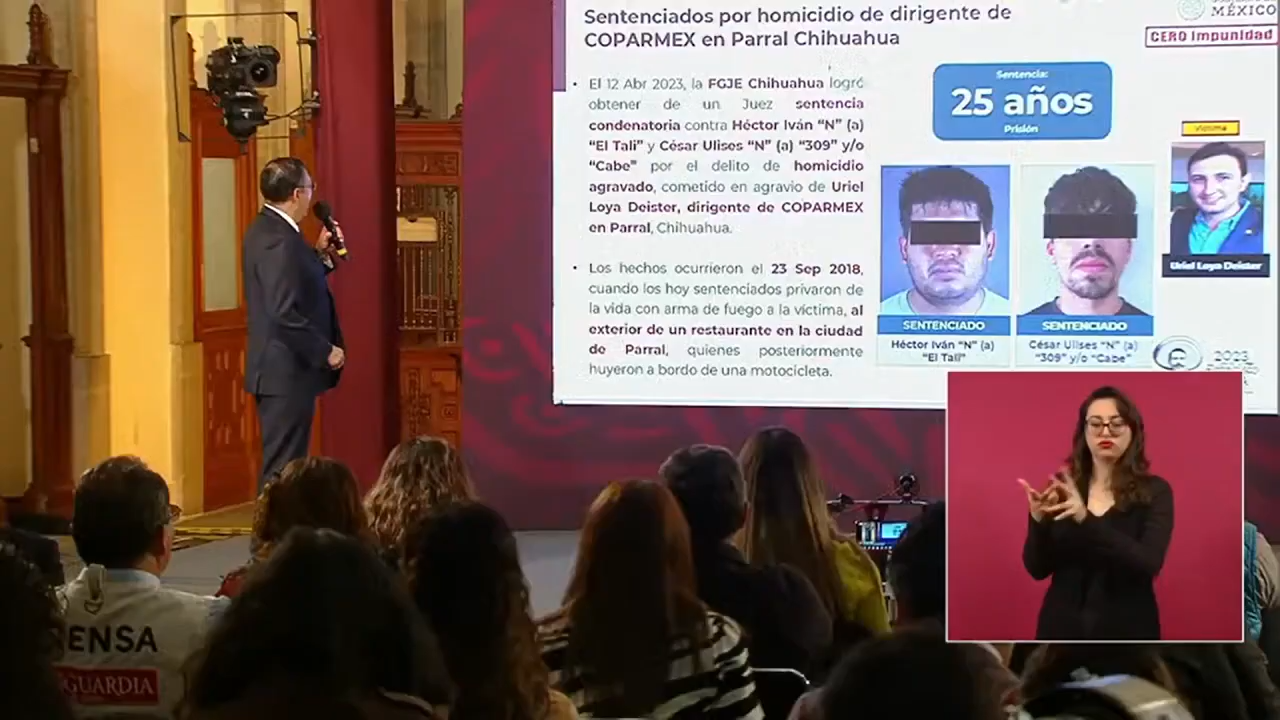 Sentenciados por homicidio de dirigente de
COPARMEX en Parral Chihuahua
MÉXICO
CERO Impunidad
• El 12 Abr 2023, la FGJE Chihuahua logró
obtener de un Juez sentencia
condenatoria contra Héctor Iván “N” (a)
“El Tali” y César Ulises “N” (a) “309” y/o
“Cabe” por el delito de homicidio
agravado, cometido en agravio de Uriel
Loya Deister, dirigente de COPARMEX
en Parral, Chihuahua.
• Los hechos ocurrieron el 23 Sep 2018,
cuando los hoy sentenciados privaron de
la vida con arma de fuego a la víctima, al
exterior de un restaurante en la ciudad
de Parral, quienes posteriormente
huyeron a bordo de una motocicleta.
Sentencia:
25 años
Prisión
Víctima
Uriel Loya Deister
SENTENCIADO
Héctor Iván “N” (a)
“El Tali”
SENTENCIADO
César Ulises “N” (a)
“309” y/o “Cabe”
2023
RENSA
GUARDIA